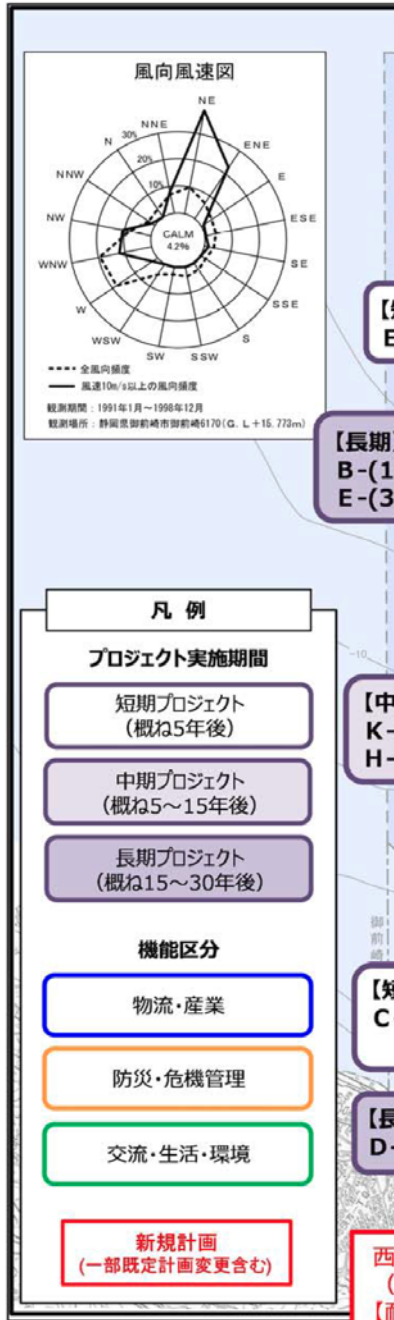 風向風速図
NE
NNE
ENE
N
30%
20%
10%
NNW
E
NW
ESE
CALM
4.2%
WNW
SE
W
SSE
WSW
S
SW
SSW
全風向頻度
風速10m/s以上の風向頻度
観測期間:1991年1月~1998年12月
観測場所:静岡県御前崎市御前崎6170(G.L+15.773m)
【長期】
B-(1
E-(3
凡 例
プロジェクト実施期間
短期プロジェクト
(概ね5年後)
中期プロジェクト
(概ね5~15年後)
長期プロジェクト
(概ね15~30年後)
機能区分
物流・産業
防災・危機管理
交流・生活・環境
新規計画
(一部既定計画変更含む)
-10
【中
K-
H-
御前崎
【短
C
【長
D-
西
(